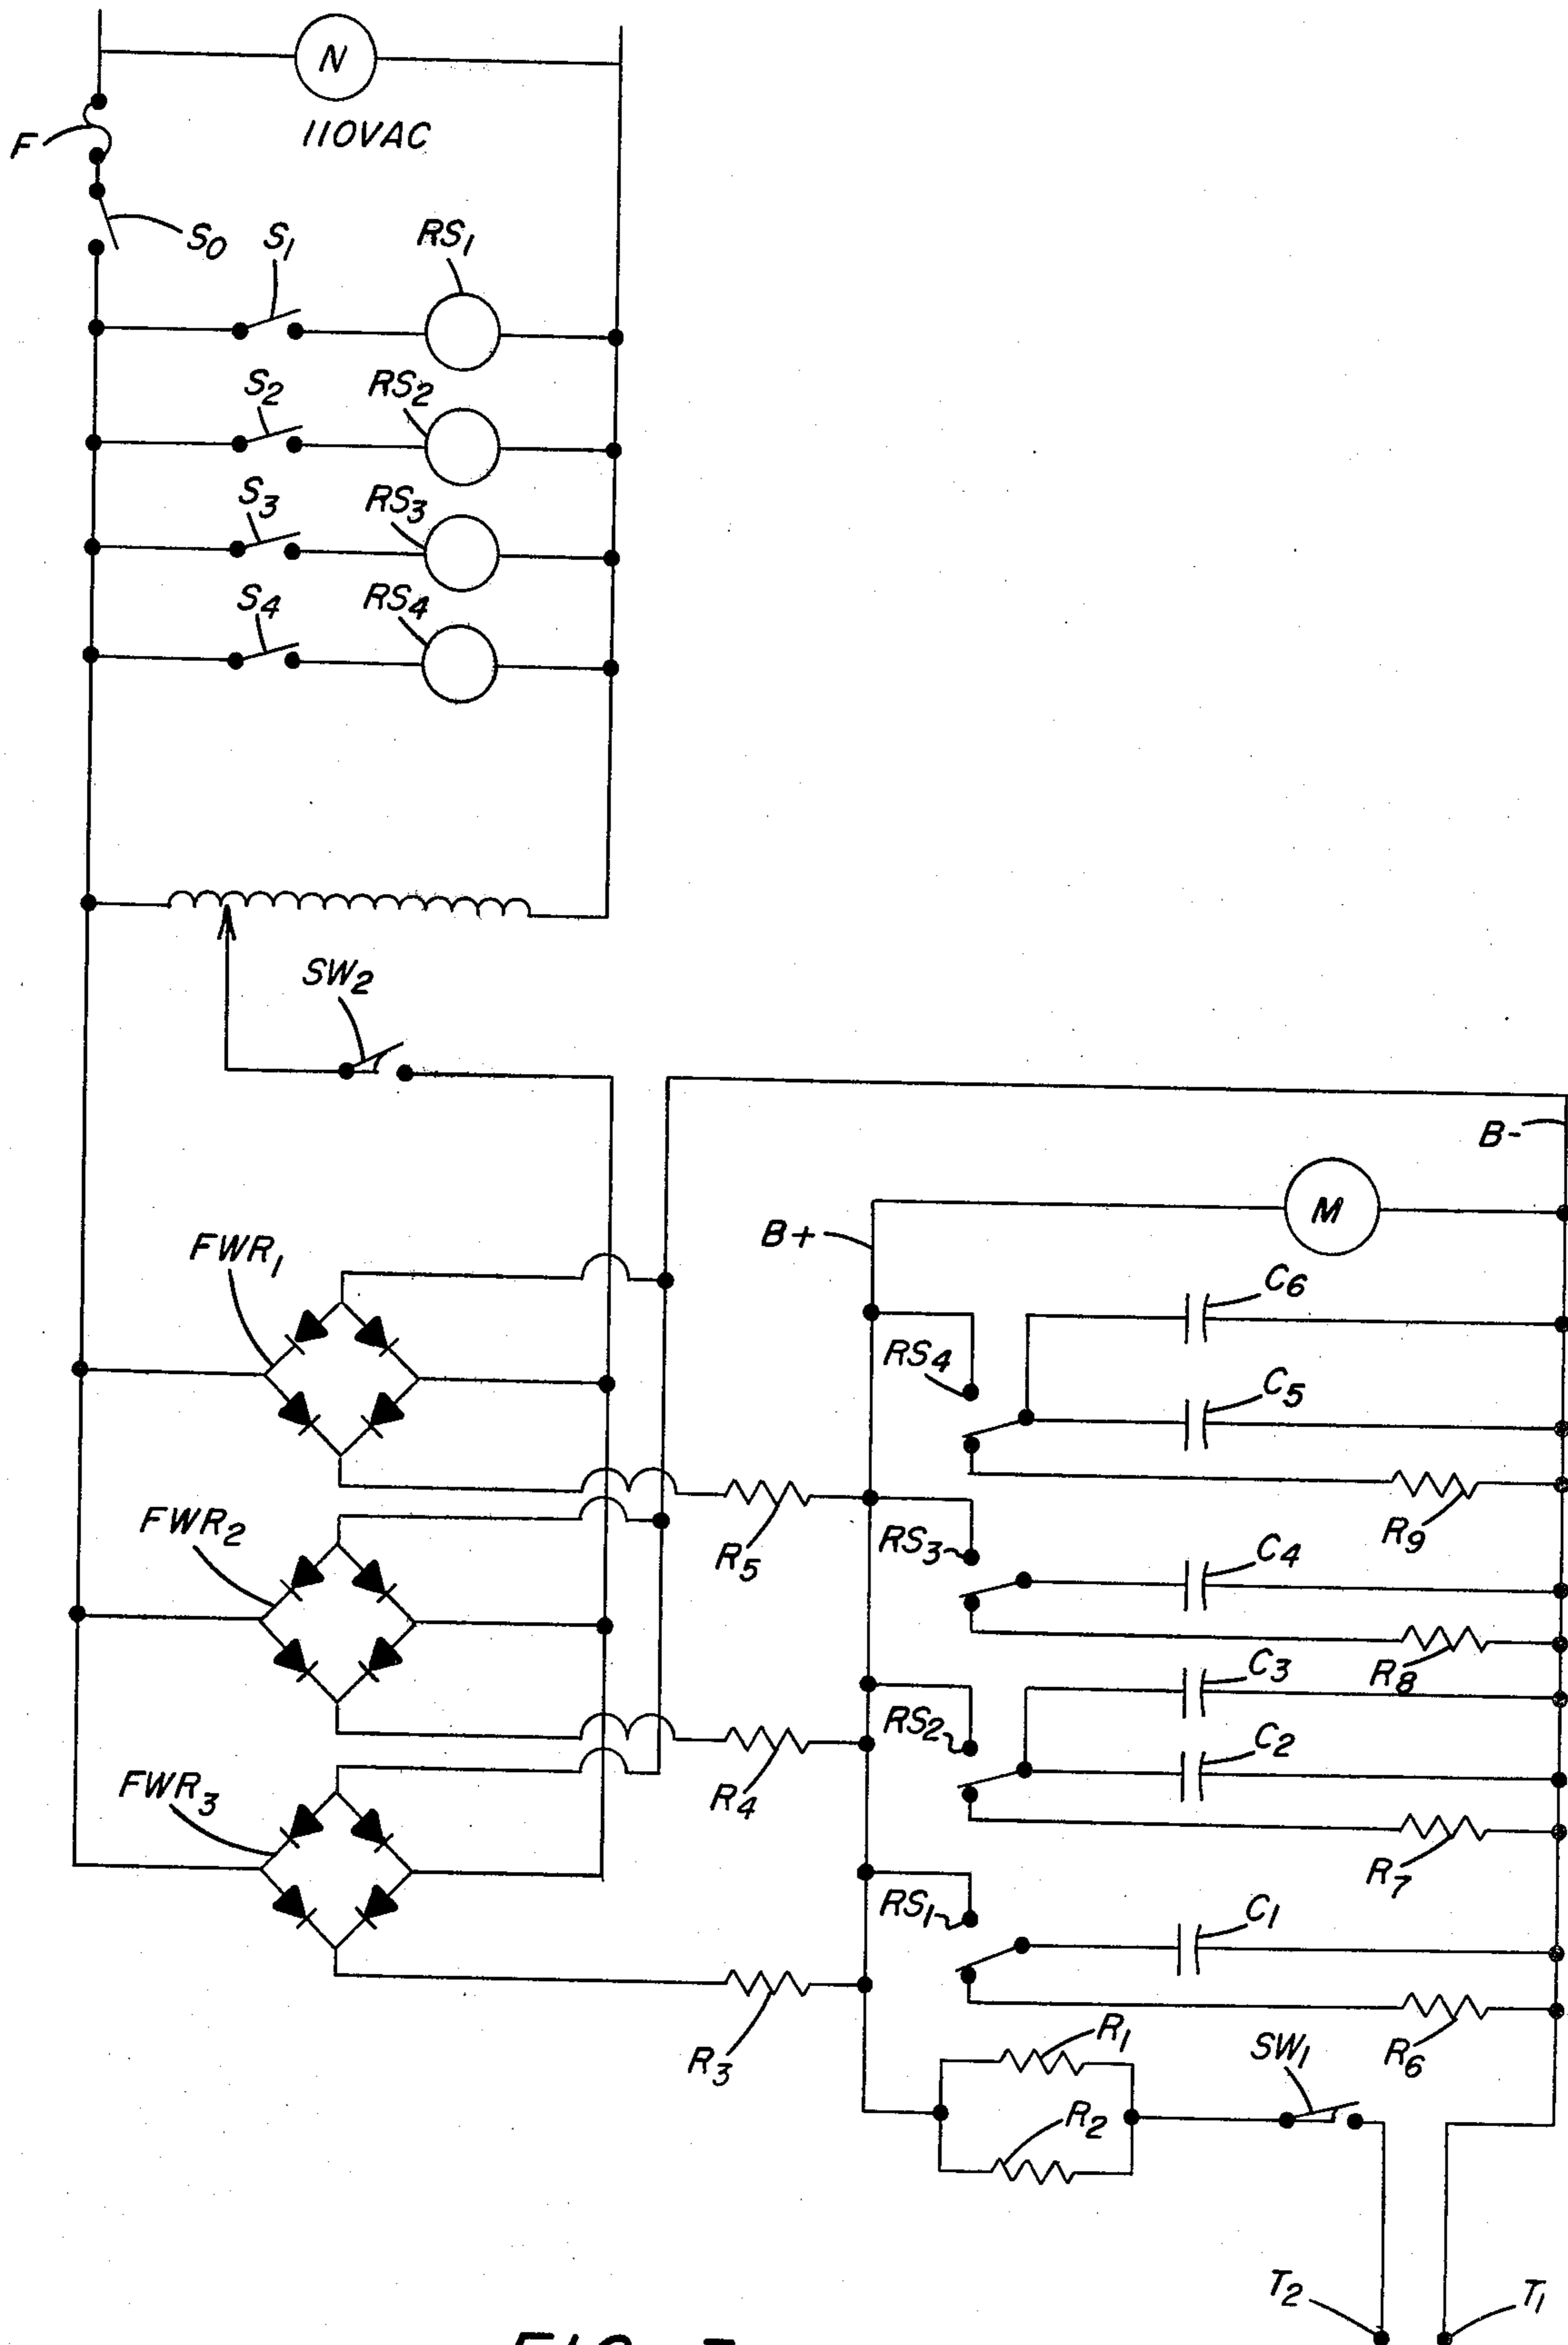 N
110VAC
F
S0
S1
RS1
S2
RS2
S3
RS3
S4
RS4
SW2
B-
M
B+
FWR1
C6
RS4
C5
R9
FWR2
R5
RS3
C4
R8
C3
RS2
C2
R4
FWR3
R7
RS1
C1
R3
R1
SW1
R6
R2
T2
T1